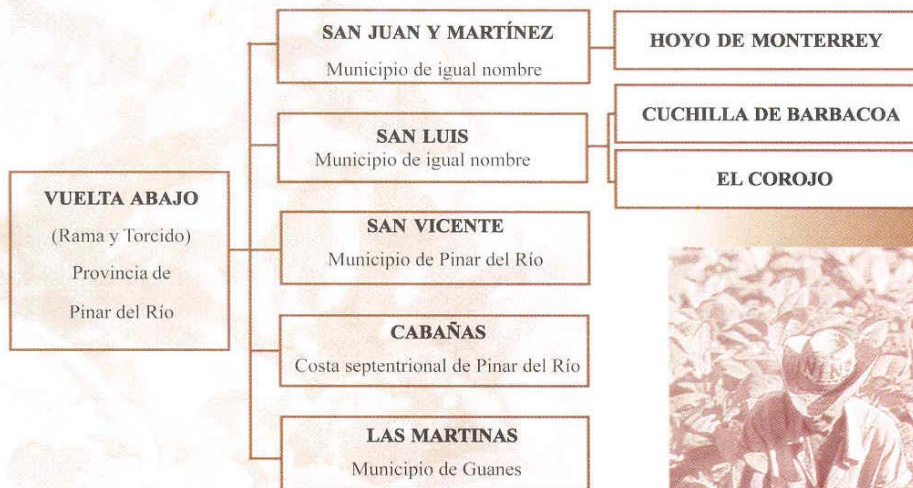 VUELTA ABAJO
(Rama y Torcido)
Provincia de
Pinar del Río
SAN JUAN Y MARTÍNEZ
Municipio de igual nombre
HOYO DE MONTERREY
SAN LUIS
Municipio de igual nombre
CUCHILLA DE BARBACOA
EL COROJO
SAN VICENTE
Municipio de Pinar del Río
CABAÑAS
Costa septentrional de Pinar del Río
LAS MARTINAS
Municipio de Guanes